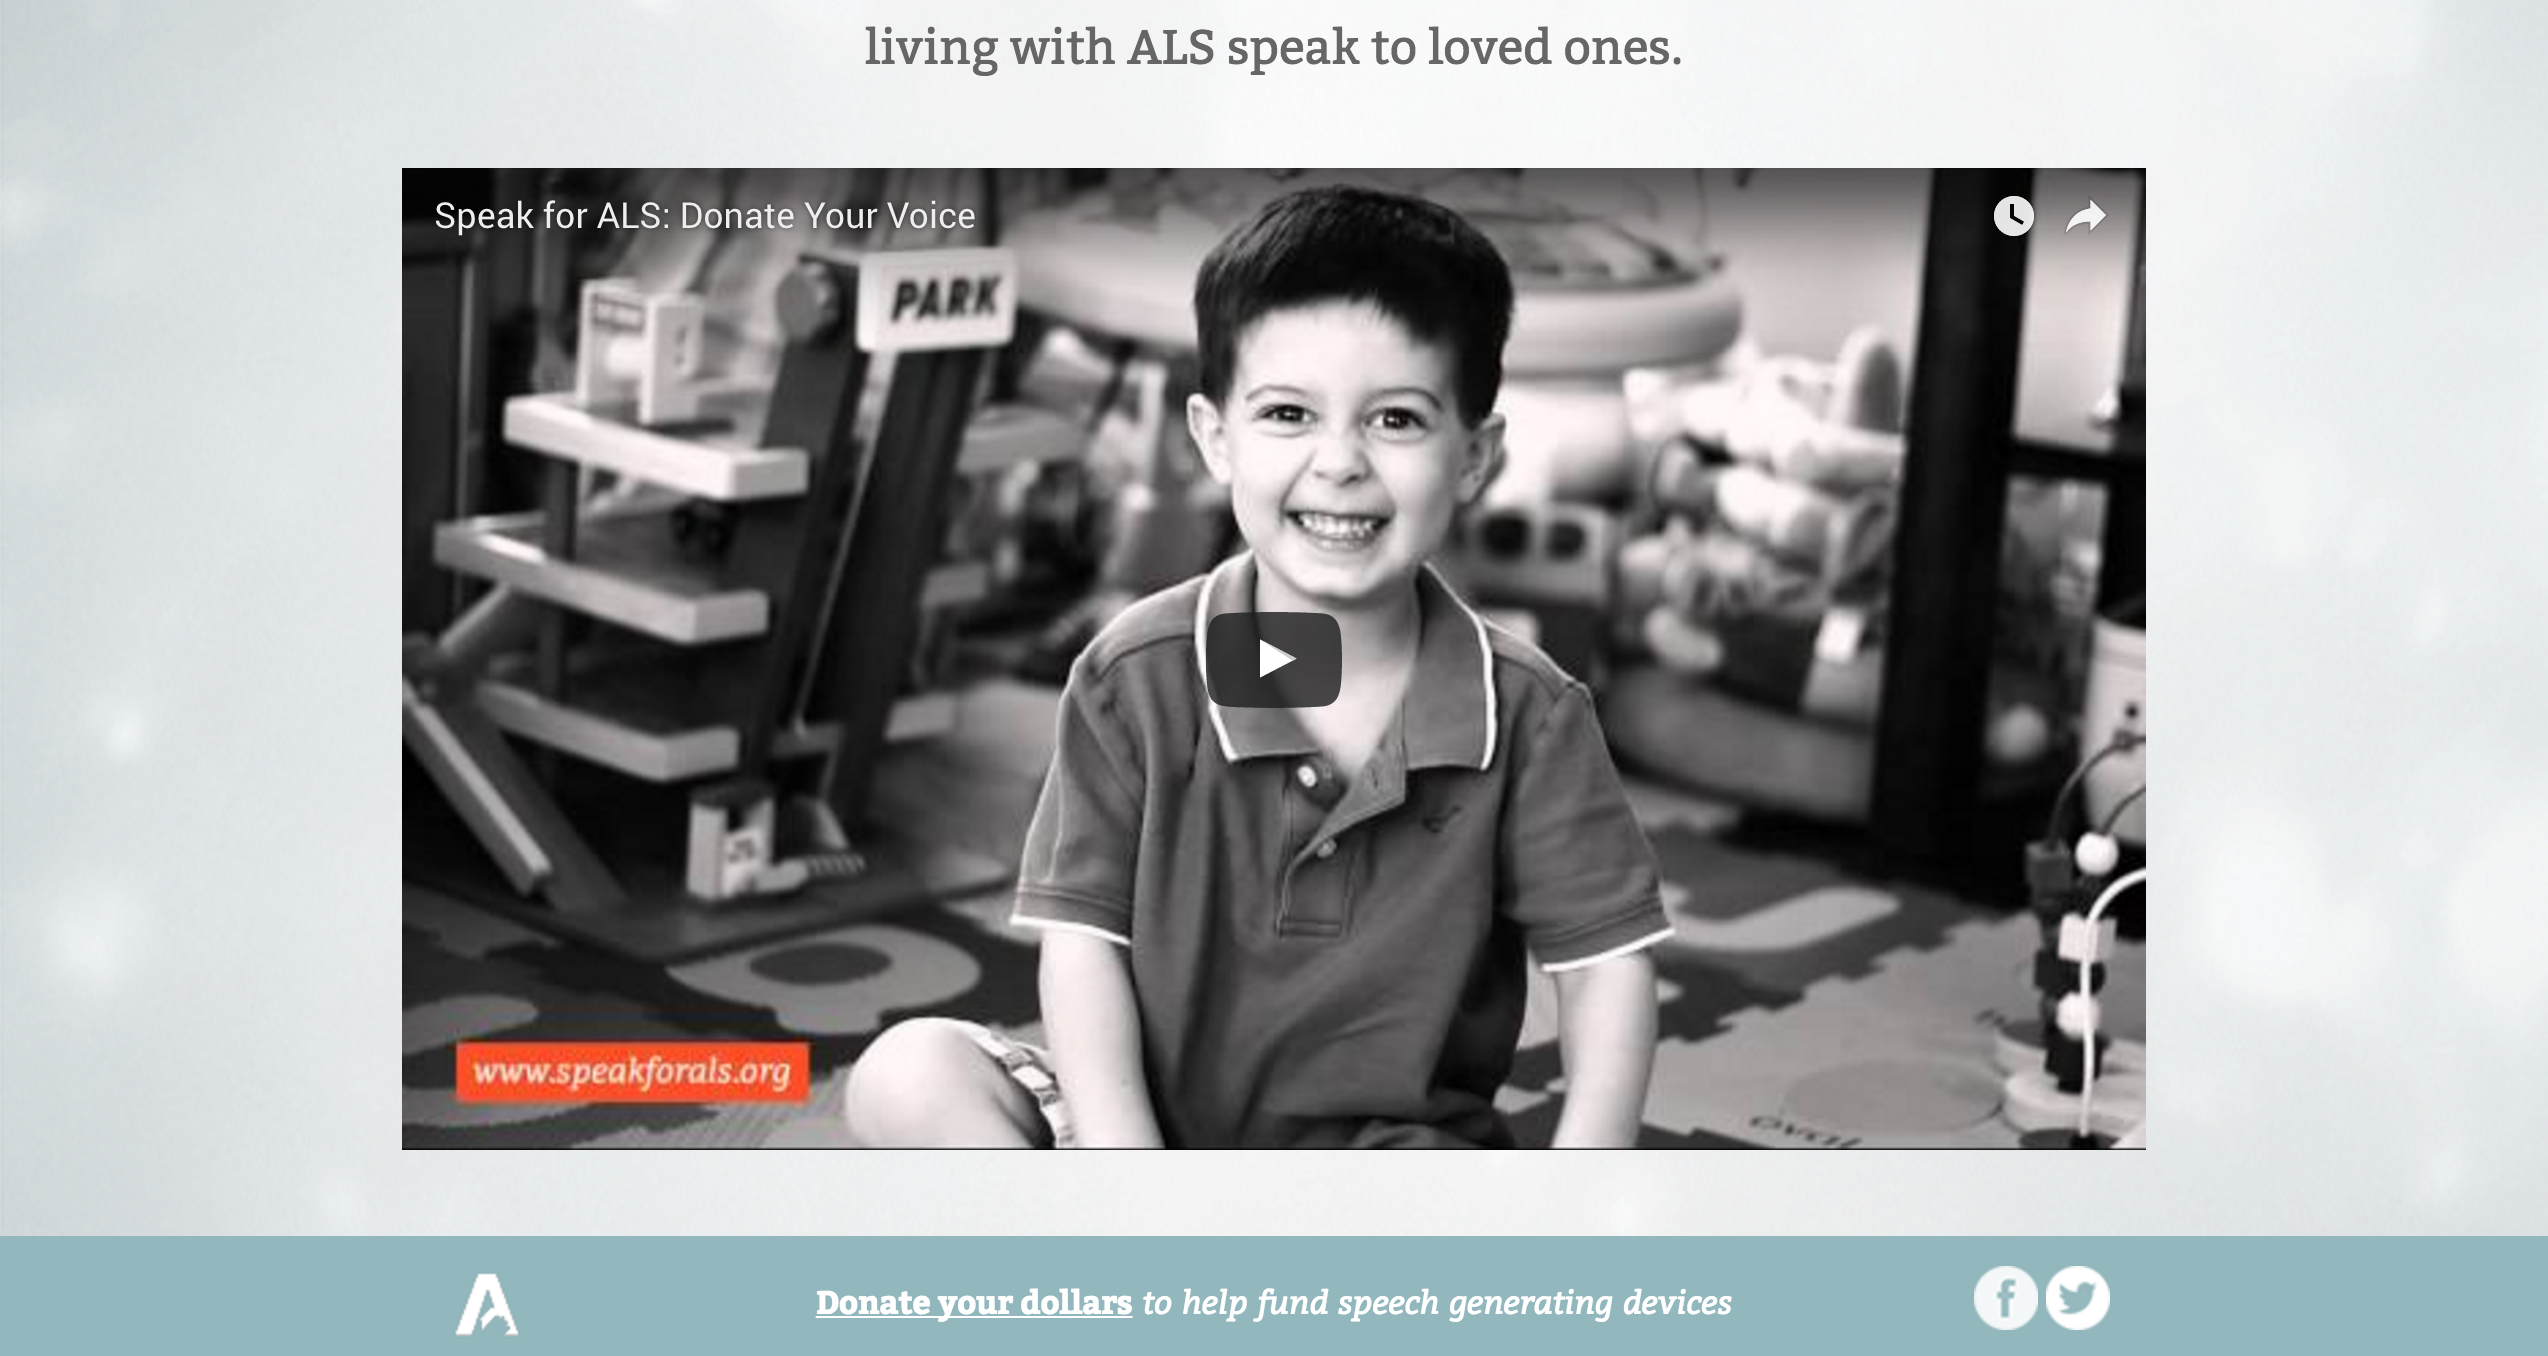 living with ALS speak to loved ones.
Speak for ALS: Donate Your Voice
PARK
www.speakforals.org
oval
Donate your dollars to help fund speech generating devices